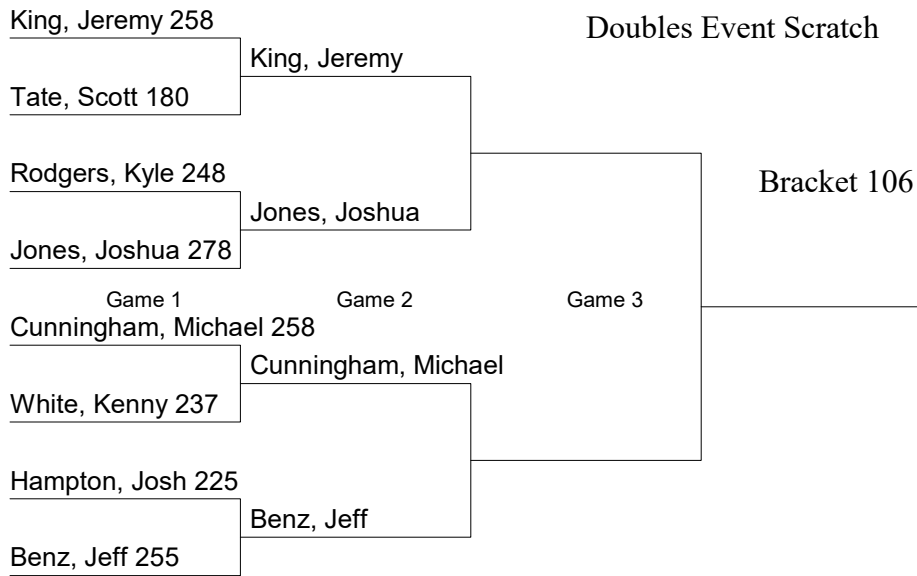 King, Jeremy 258
Doubles Event Scratch
King, Jeremy
Tate, Scott 180
Rodgers, Kyle 248
Bracket 106
Jones, Joshua
Jones, Joshua 278
Game 1
Game 2
Game 3
Cunningham, Michael 258
Cunningham, Michael
White, Kenny 237
Hampton, Josh 225
Benz, Jeff
Benz, Jeff 255